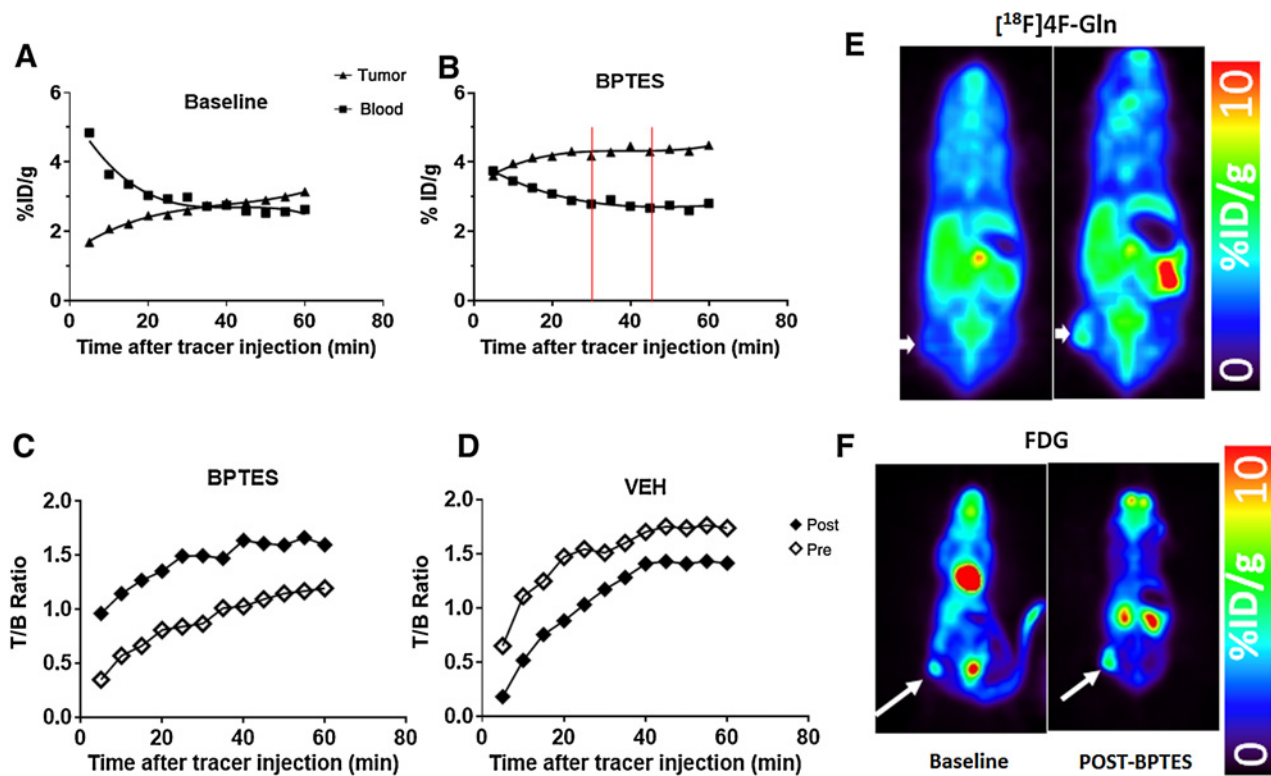 A
Baseline
Tumor
Blood
%ID/g
6
4
2
0
0 20 40 60 80
Time after tracer injection (min)
B
BPTES
% ID/g
6
4
2
0
0 20 40 60 80
Time after tracer injection (min)
C
BPTES
T/B Ratio
2.0
1.5
1.0
0.5
0.0
0 20 40 60 80
Time after tracer injection (min)
D
VEH
Post
Pre
T/B Ratio
2.0
1.5
1.0
0.5
0.0
0 20 40 60 80
Time after tracer injection (min)
E
[¹⁸F]4F-Gln
0 %ID/g 10
F
FDG
0 %ID/g 10
Baseline
POST-BPTES